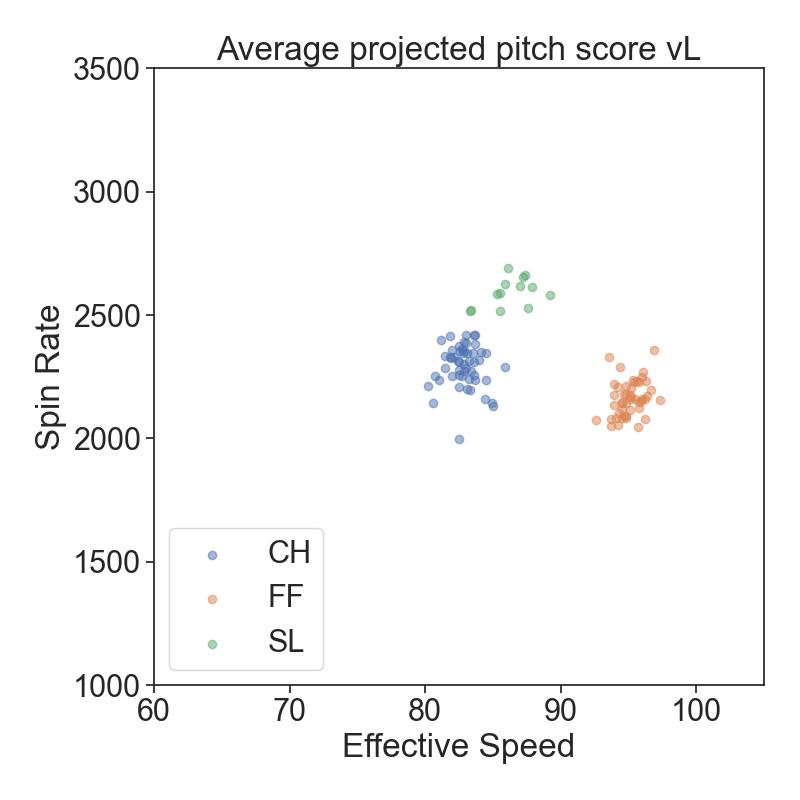 Average projected pitch score vL
3500
3000
2500
2000
1500
1000
Spin Rate
CH
FF
SL
60 70 80 90 100
Effective Speed